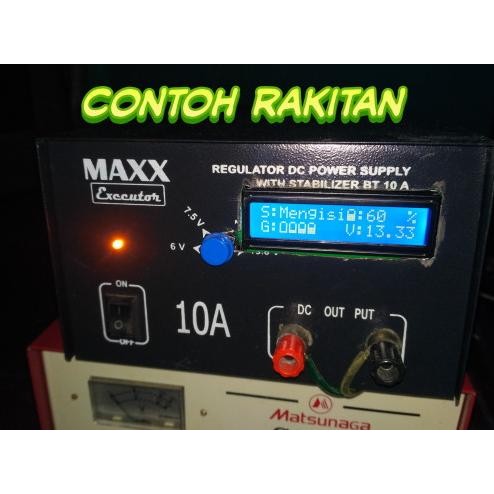 CONTOH RAKITAN
MAXX
Executor
REGULATOR DC POWER SUPPLY
WITH STABILIZER BT 10 A
S:Mengisi :60 %
G: V:13.33
7.5 V
6 V
ON
OFF
10A
DC OUT PUT
Matsunaga